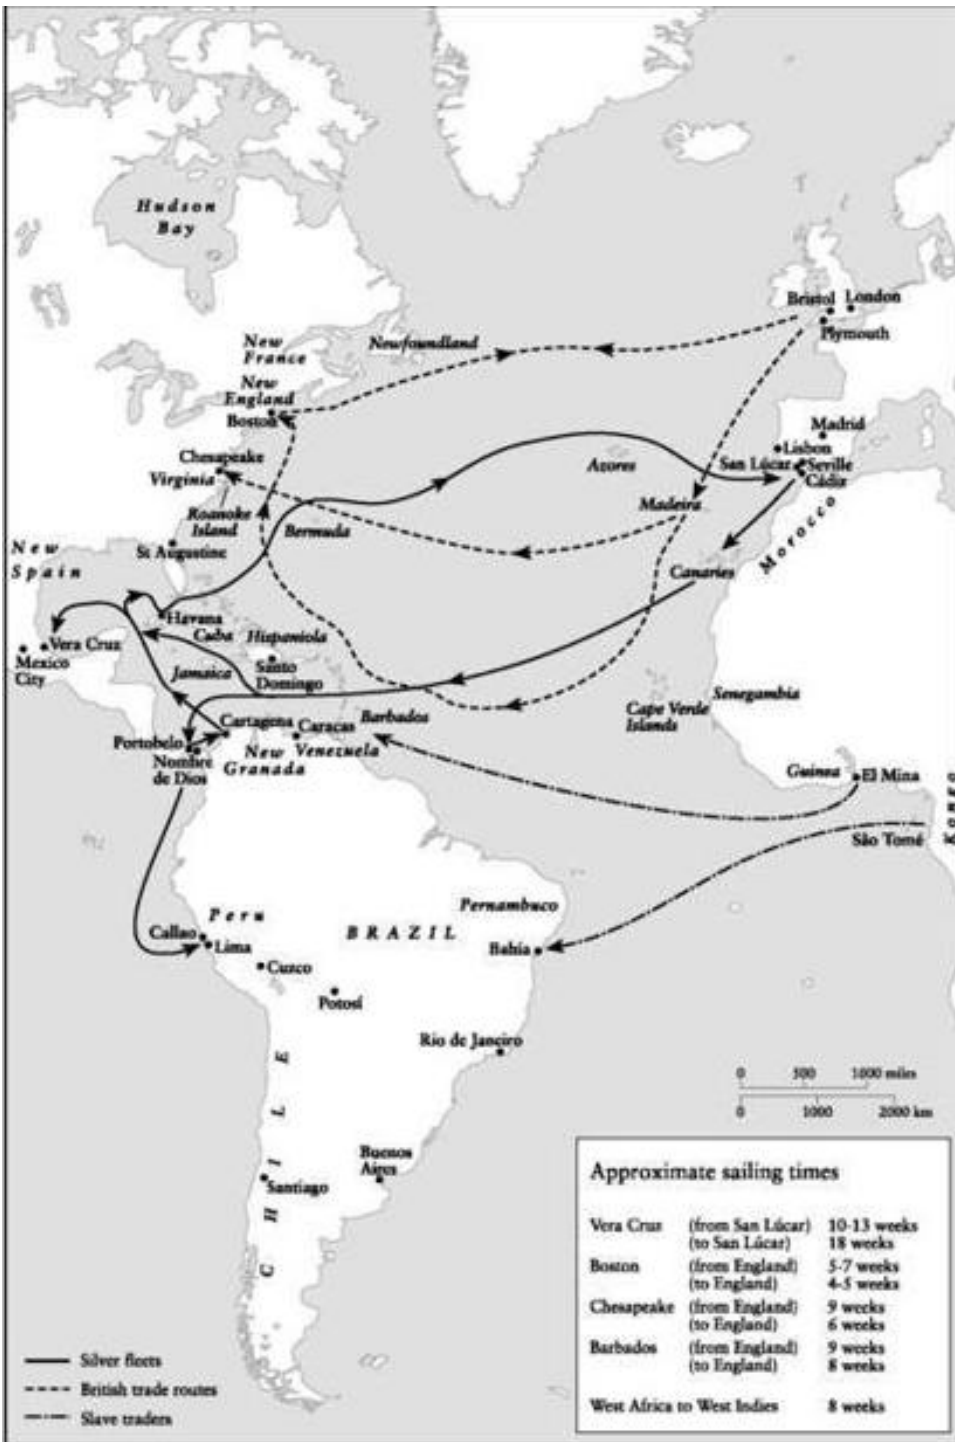 Hudson
Bay
Bristol
London
Plymouth
New
France
Newfoundland
New
England
Boston
Madrid
Lisbon
San Lúcar
Seville
Cádiz
Chesapeake
Virginia
Azores
Roanoke
Island
Bermuda
Madeira
Morocco
New
Spain
St Augustine
Canaries
Havana
Cuba
Hispaniola
Vera Cruz
Mexico
City
Jamaica
Santo
Domingo
Cape Verde
Islands
Senegambia
Barbados
Cartagena
Caracas
Portobelo
Nombre
de Dios
New
Granada
Venezuela
Guinea
El Mina
São Tomé
Kongo
Pernambuco
Peru
BRAZIL
Callao
Lima
Bahía
Cuzco
Potosí
Rio de Janeiro
CHILE
0 500 1000 miles
0 1000 2000 km
Buenos
Aires
Santiago
Approximate sailing times
Vera Cruz (from San Lúcar) 10-13 weeks
(to San Lúcar) 18 weeks
Boston (from England) 5-7 weeks
(to England) 4-5 weeks
Chesapeake (from England) 9 weeks
(to England) 6 weeks
Barbados (from England) 9 weeks
(to England) 8 weeks
West Africa to West Indies 8 weeks
Silver fleets
British trade routes
Slave traders